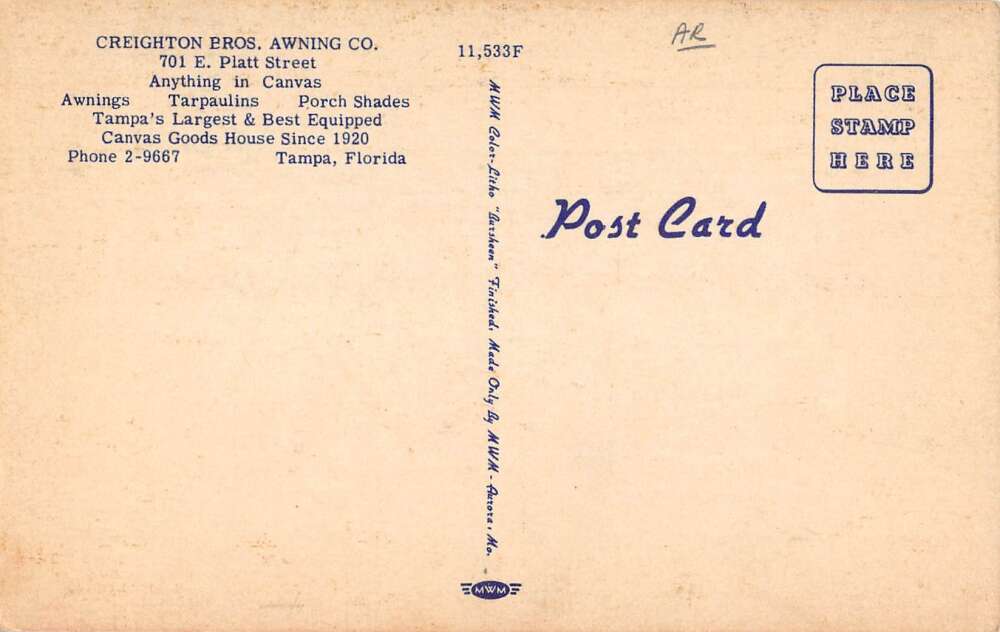 CREIGHTON BROS. AWNING CO.
701 E. Platt Street
Anything in Canvas
Awnings Tarpaulins Porch Shades
Tampa's Largest & Best Equipped
Canvas Goods House Since 1920
Phone 2-9667 Tampa, Florida
11,533F
MWM Color-Litho "Bursheen" Finished, Made Only By MWM - Aurora, Mo.
MWM
AR
PLACE
STAMP
HERE
Post Card